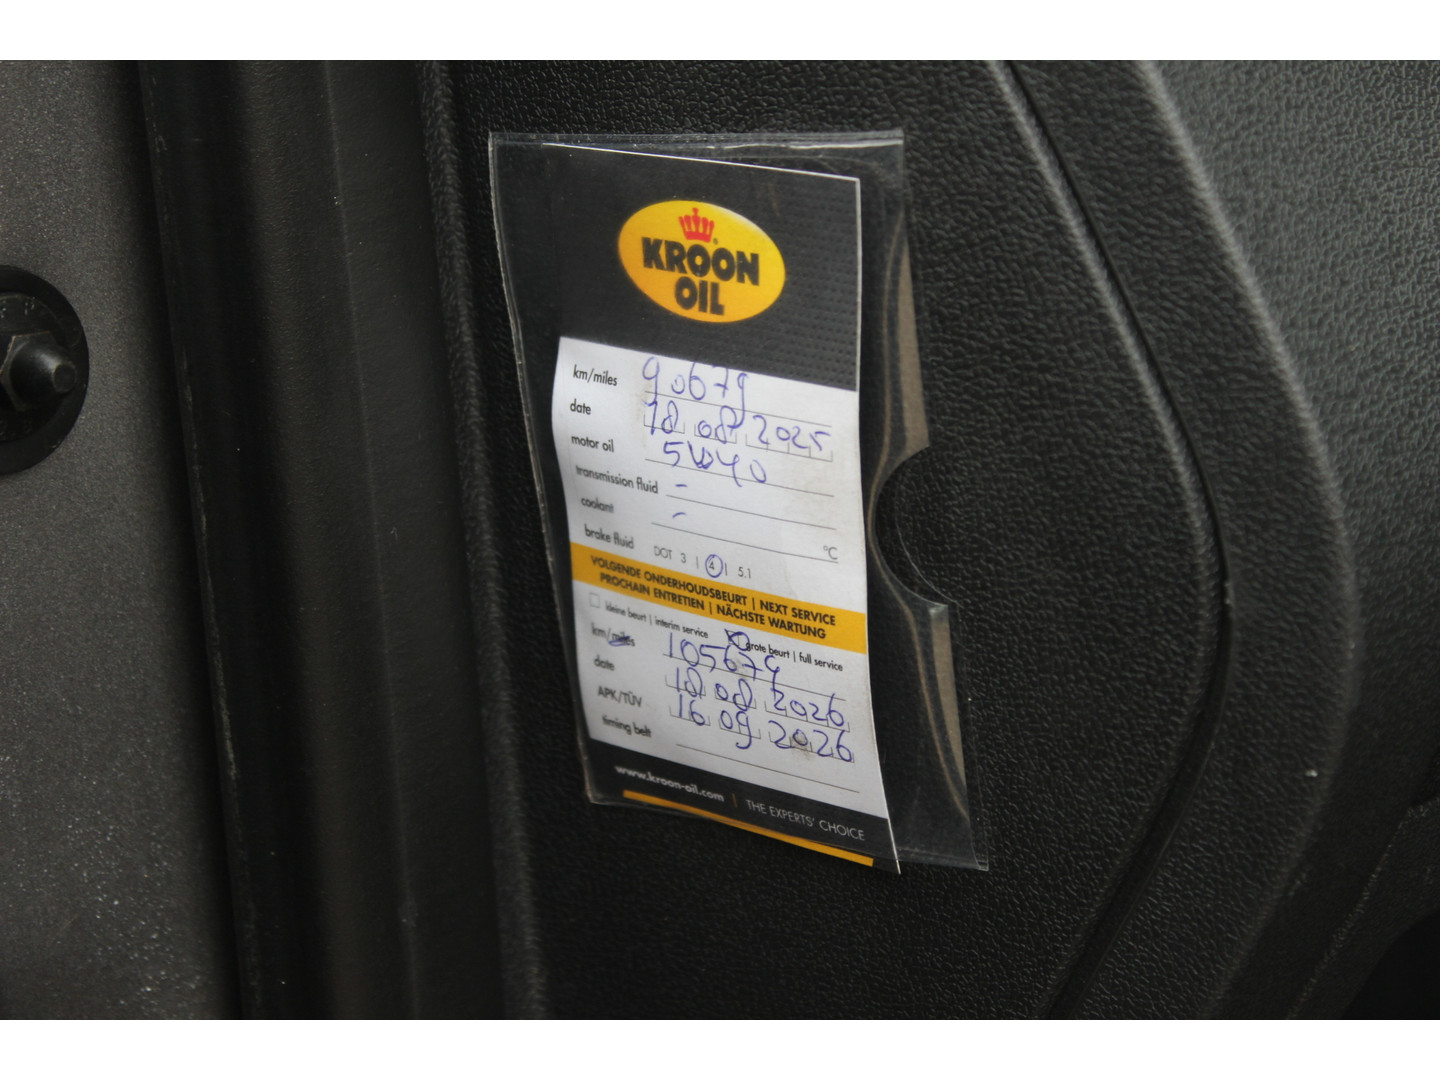 KROON
OIL
km/miles 90679
date 18 08 2025
motor oil 5W40
transmission fluid -
coolant - °C
brake fluid DOT 3 | 4 | 5.1
VOLGENDE ONDERHOUDSBEURT | NEXT SERVICE
PROCHAIN ENTRETIEN | NÄCHSTE WARTUNG
kleine beurt | interim service grote beurt | full service
km/miles 105679
date 18 08 2026
APK/TÜV 16 09 2026
timing belt
www.kroon-oil.com | THE EXPERTS' CHOICE